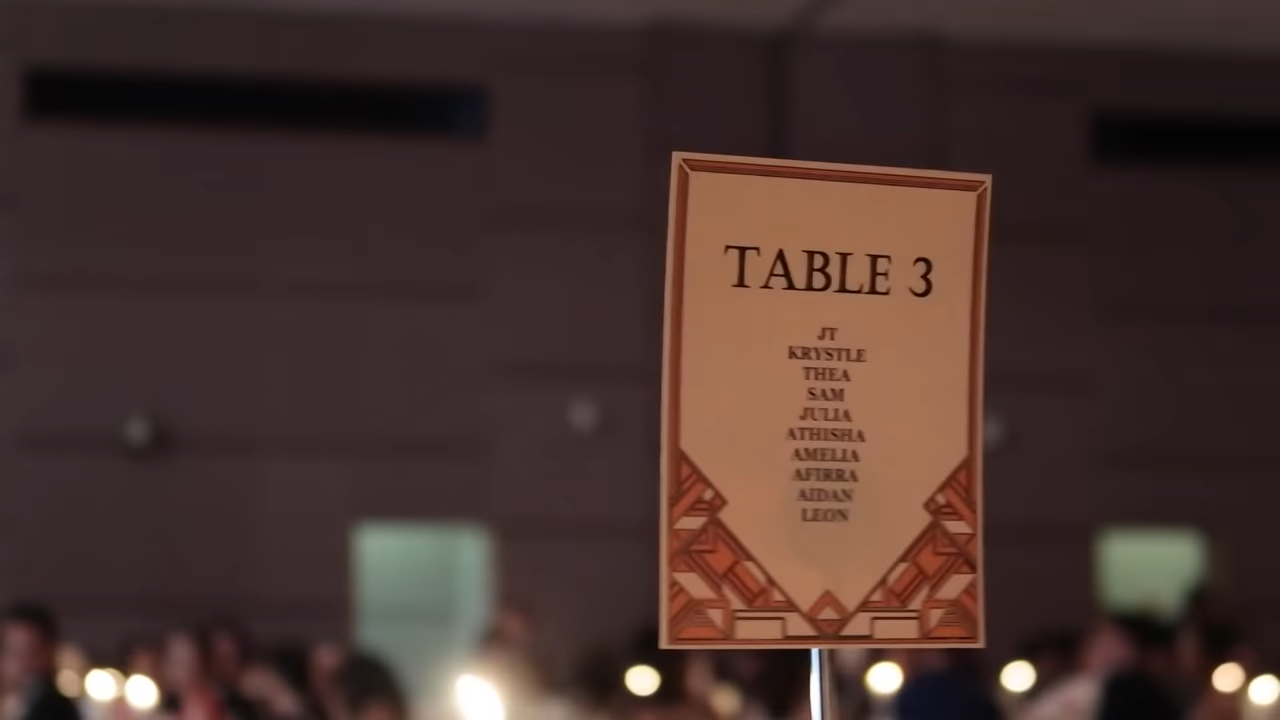 TABLE 3
JT
KRYSTLE
THEA
SAM
JULIA
ATHISHA
AMELIA
AFIRRA
AIDAN
LEON